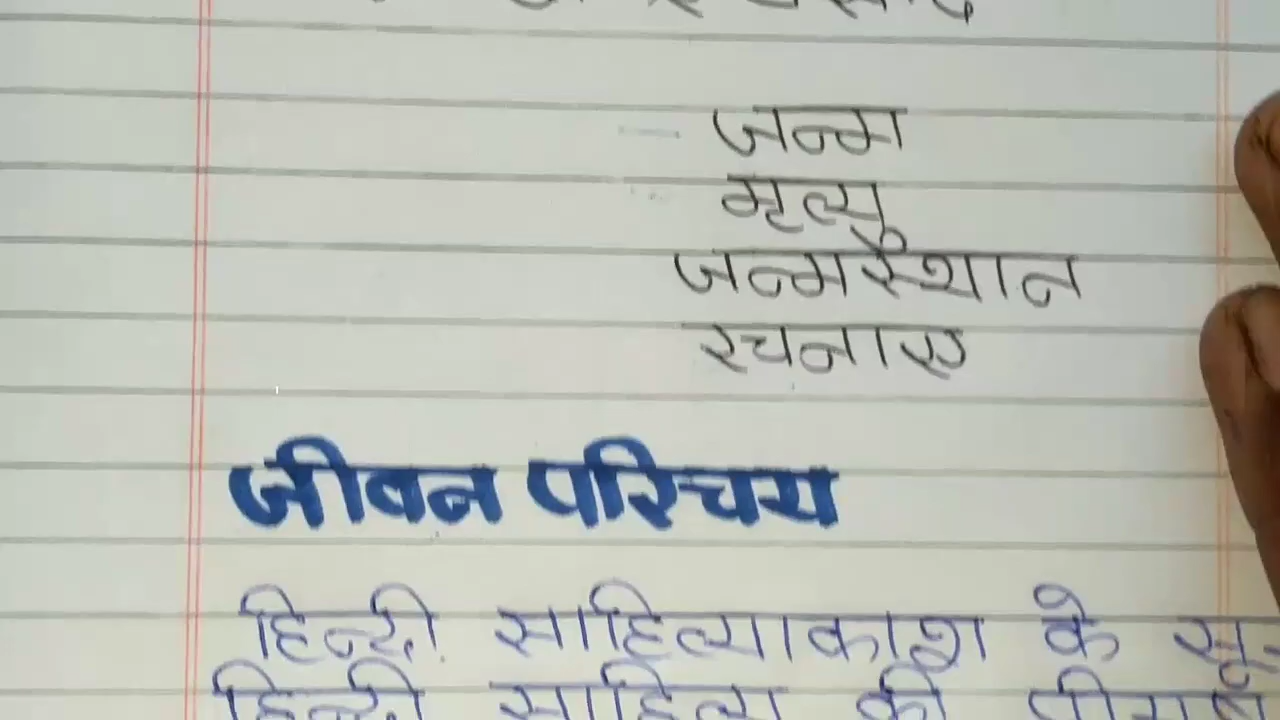 जन्म
मृत्यु
जन्मस्थान
रचनाए
जीवन परिचय
हिन्दी साहित्याकाश के
हिन्दी साहित्य की